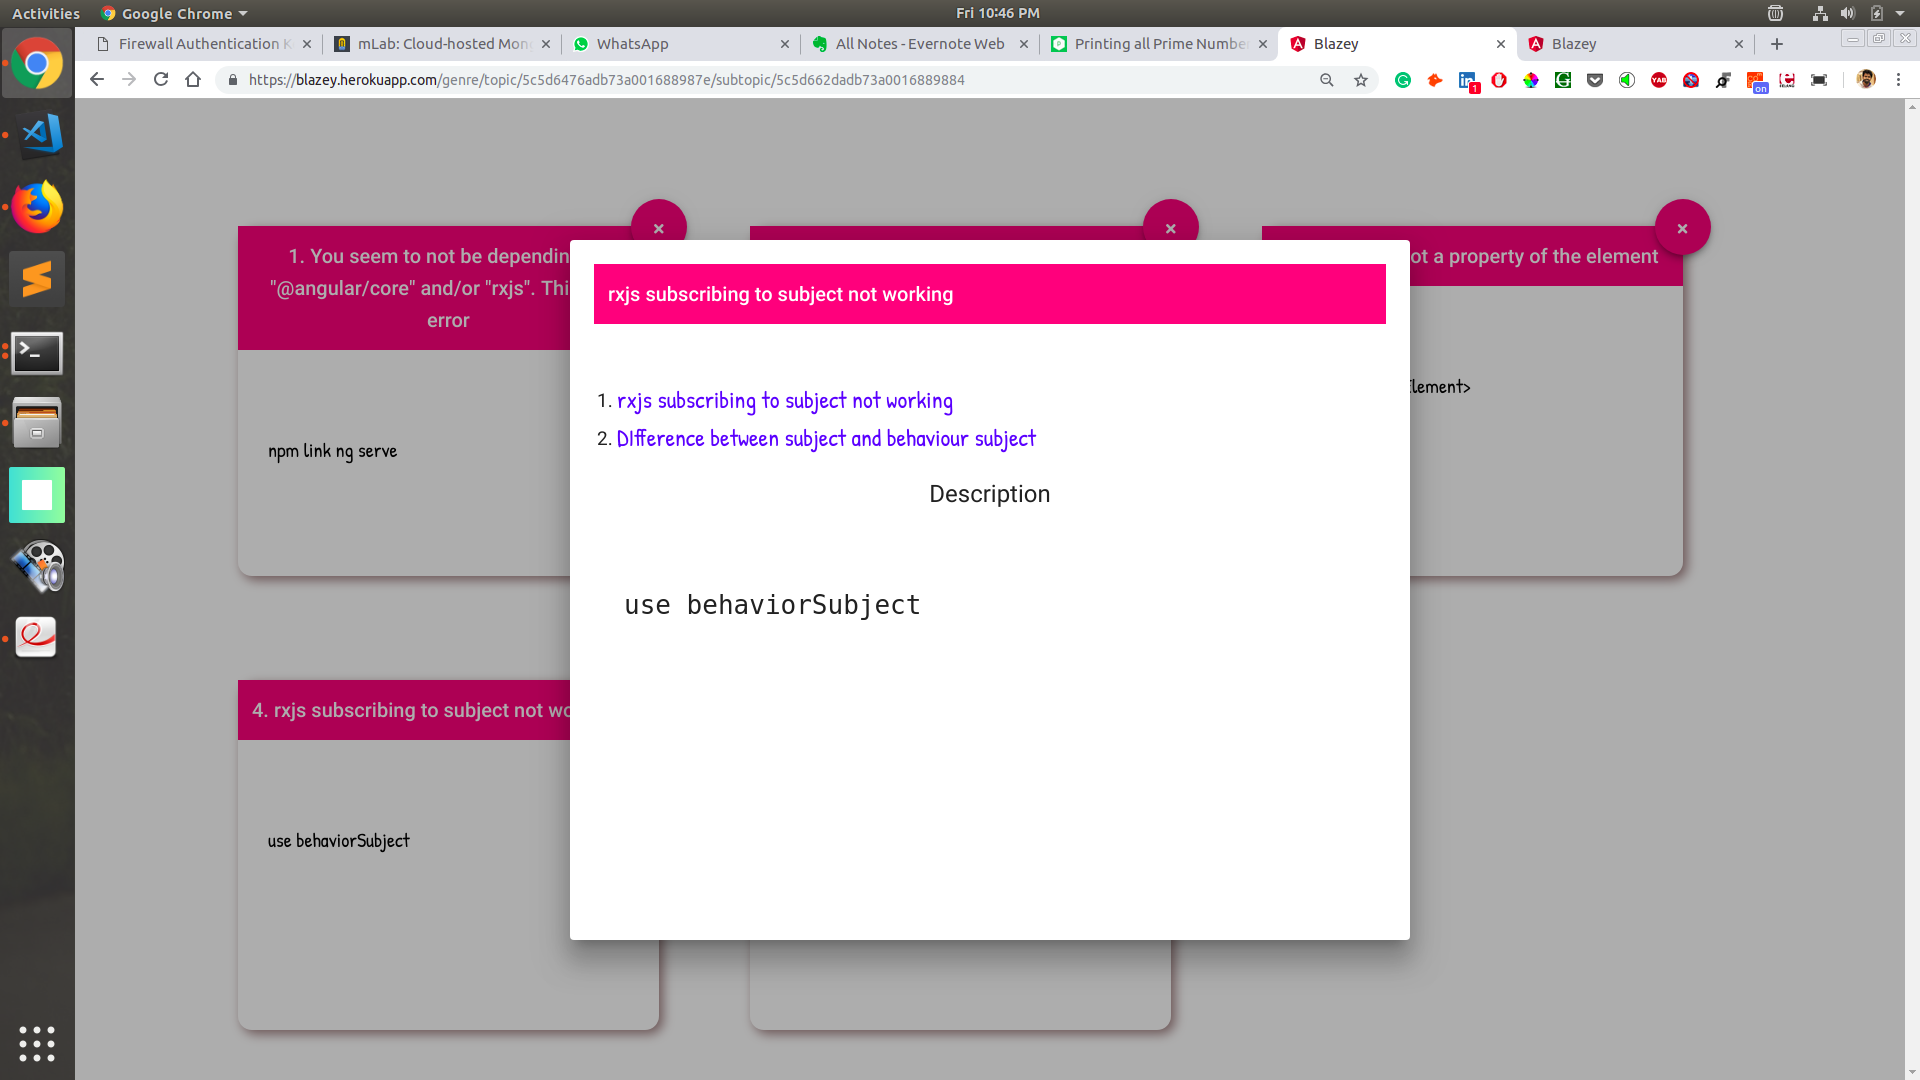 Activities
Google Chrome
Fri 10:46 PM
Firewall Authentication K
mLab: Cloud-hosted Mon
WhatsApp
All Notes - Evernote Web
Printing all Prime Numbe
Blazey
Blazey
https://blazey.herokuapp.com/genre/topic/5c5d6476adb73a001688987e/subtopic/5c5d662dadb73a0016889884
1
YAB
on
1. You seem to not be dependin
"@angular/core" and/or "rxjs". Thi
error
npm link ng serve
ot a property of the element
lement>
rxjs subscribing to subject not working
1. rxjs subscribing to subject not working
2. DIfference between subject and behaviour subject
Description
use behaviorSubject
4. rxjs subscribing to subject not wo
use behaviorSubject